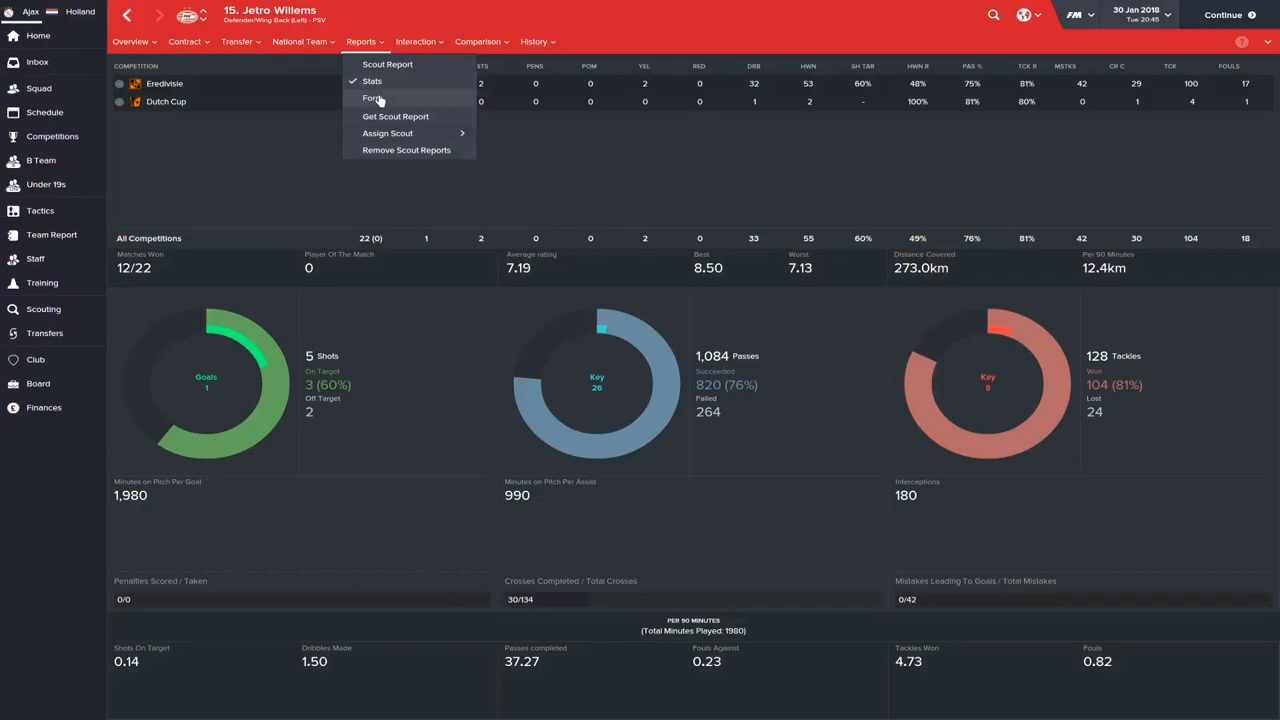 Ajax Holland
15. Jetro Willems
Defender/Wing Back (Left) - PSV
FM
30 Jan 2018
Tue 20:45
Continue
Overview Contract Transfer National Team Reports Interaction Comparison History
Home
Inbox
Squad
Schedule
Competitions
B Team
Under 19s
Tactics
Team Report
Staff
Training
Scouting
Transfers
Club
Board
Finances
Scout Report
Stats
Get Scout Report
Assign Scout
Remove Scout Reports
COMPETITION STS PENS POM YEL RED DRB HWN SH TAR HWN R PAS % TCK R MSTKS CR C TCK FOULS
Eredivisie 2 0 0 2 0 32 53 60% 48% 75% 81% 42 29 100 17
Dutch Cup 0 0 0 0 0 1 2 - 100% 81% 80% 0 1 4 1
All Competitions 22 (0) 1 2 0 0 2 0 33 55 60% 49% 76% 81% 42 30 104 18
Matches Won Player Of The Match Average rating Best Worst Distance Covered Per 90 Minutes
12/22 0 7.19 8.50 7.13 273.0km 12.4km
Goals
1
5 Shots
On Target
3 (60%)
Off Target
2
Key
26
1,084 Passes
Succeeded
820 (76%)
Failed
264
Key
8
128 Tackles
Won
104 (81%)
Lost
24
Minutes on Pitch Per Goal
1,980
Minutes on Pitch Per Assist
990
Interceptions
180
Penalties Scored / Taken
0/0
Crosses Completed / Total Crosses
30/134
Mistakes Leading To Goals / Total Mistakes
0/42
PER 90 MINUTES
(Total Minutes Played: 1980)
Shots On Target Dribbles Made Passes completed Fouls Against Tackles Won Fouls
0.14 1.50 37.27 0.23 4.73 0.82